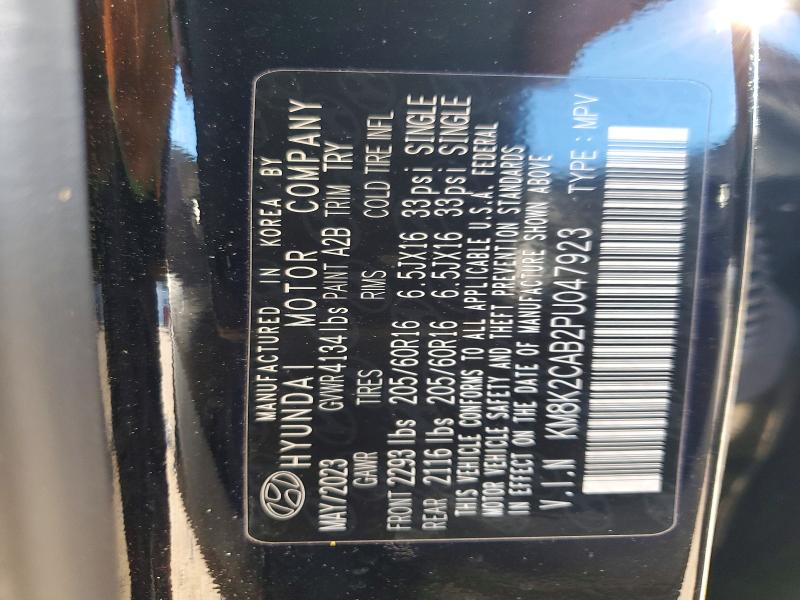 MANUFACTURED IN KOREA BY
HYUNDAI MOTOR COMPANY
MAY/2023 GVWR4134lbs PAINT A2B TRIM TRY
GAWR TIRES RIMS COLD TIRE INFL
FRONT 2293 lbs 205/60R16 6.5JX16 33psi SINGLE
REAR 2116 lbs 205/60R16 6.5JX16 33psi SINGLE
THIS VEHICLE CONFORMS TO ALL APPLICABLE U.S.A. FEDERAL
MOTOR VEHICLE SAFETY AND THEFT PREVENTION STANDARDS
IN EFFECT ON THE DATE OF MANUFACTURE SHOWN ABOVE
V.I.N KM8K2CAB2PU047923 TYPE : MPV